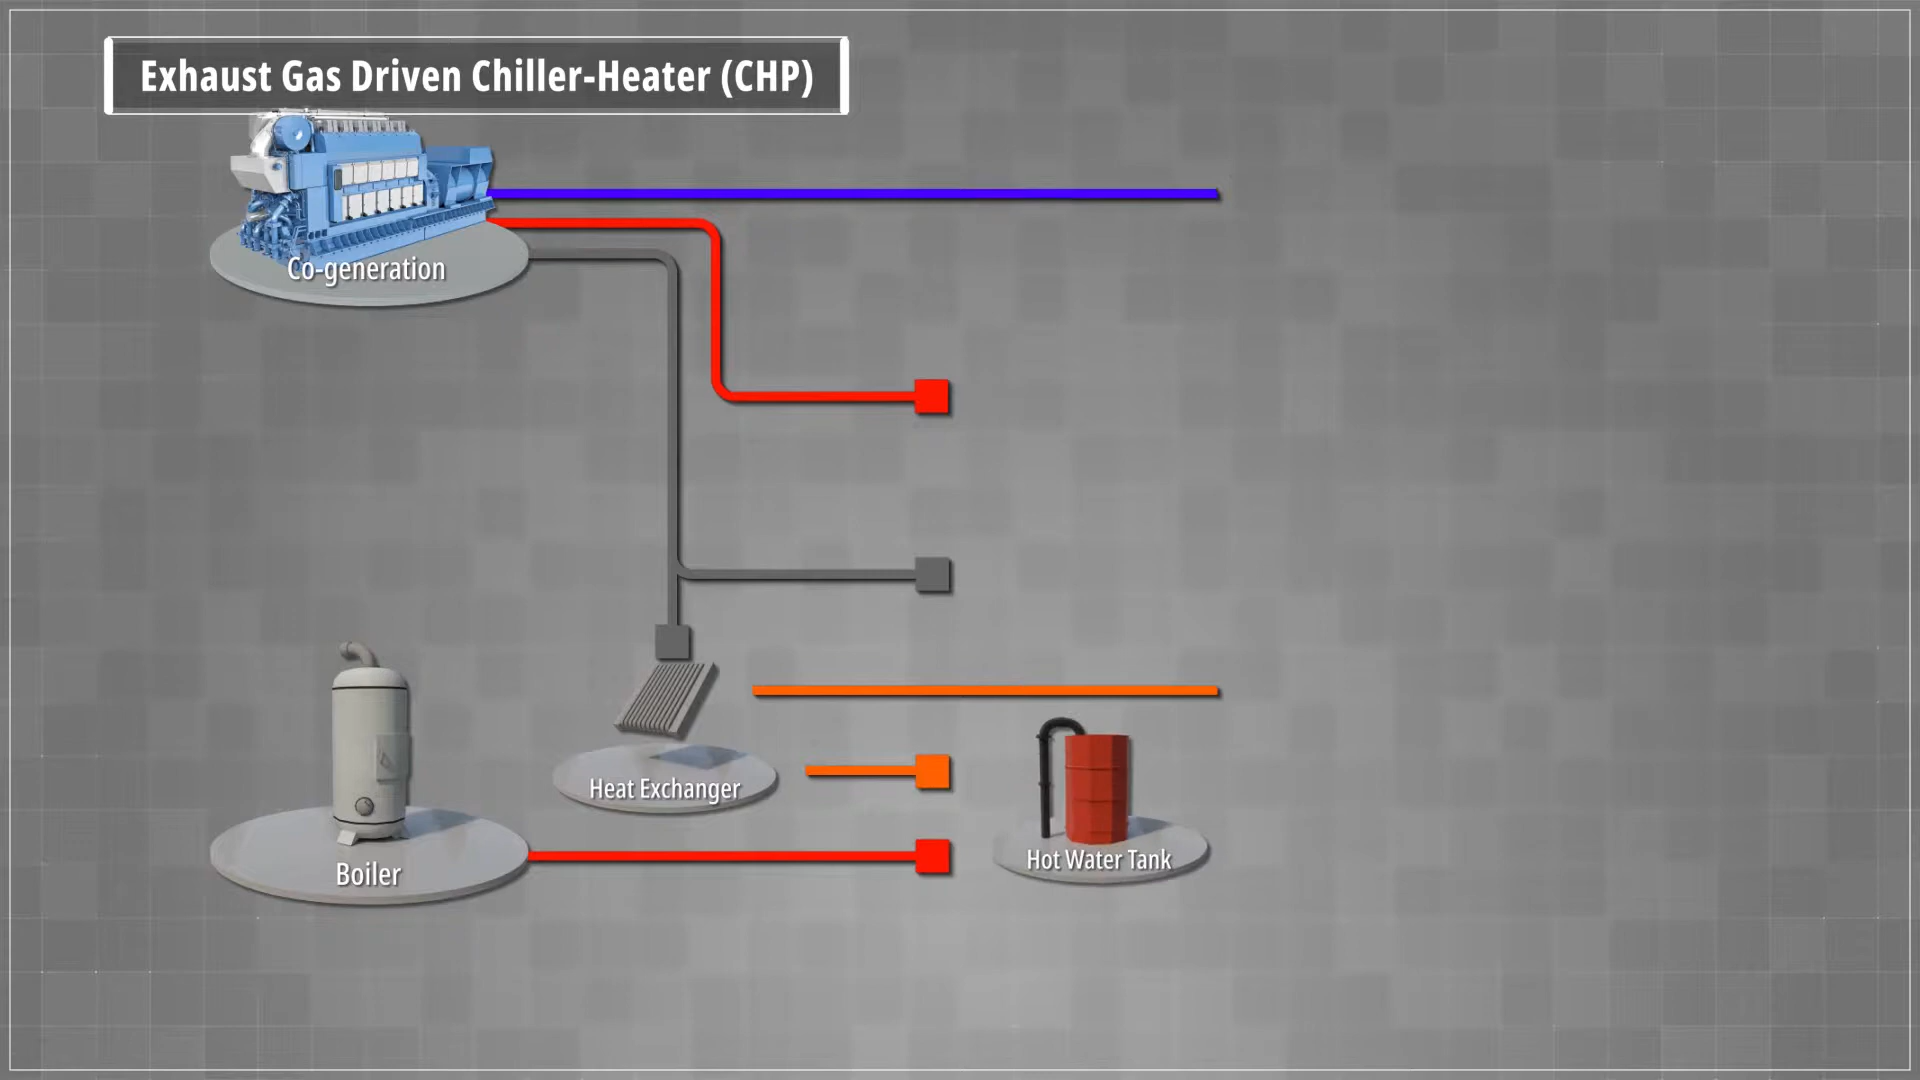 Exhaust Gas Driven Chiller-Heater (CHP)
Co-generation
Heat Exchanger
Boiler
Hot Water Tank